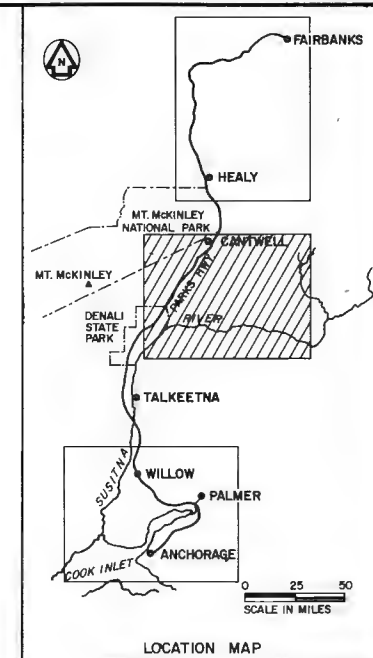 N
FAIRBANKS
HEALY
MT. McKINLEY
NATIONAL PARK
CANTWELL
MT. McKINLEY
PARKS HWY
DENALI
STATE
PARK
RIVER
TALKEETNA
SUSITNA
WILLOW
PALMER
ANCHORAGE
COOK INLET
0 25 50
SCALE IN MILES
LOCATION MAP